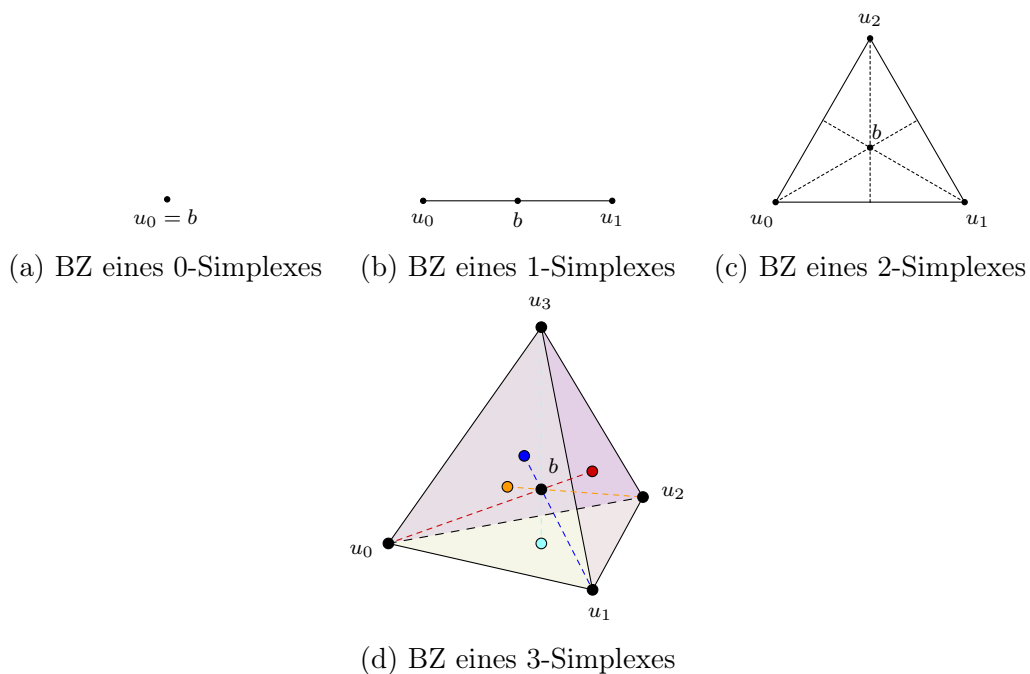 u₂
b
u₀ = b
u₀ b u₁
u₀ u₁
(a) BZ eines 0-Simplexes (b) BZ eines 1-Simplexes (c) BZ eines 2-Simplexes
u₃
b
u₂
u₀
u₁
(d) BZ eines 3-Simplexes